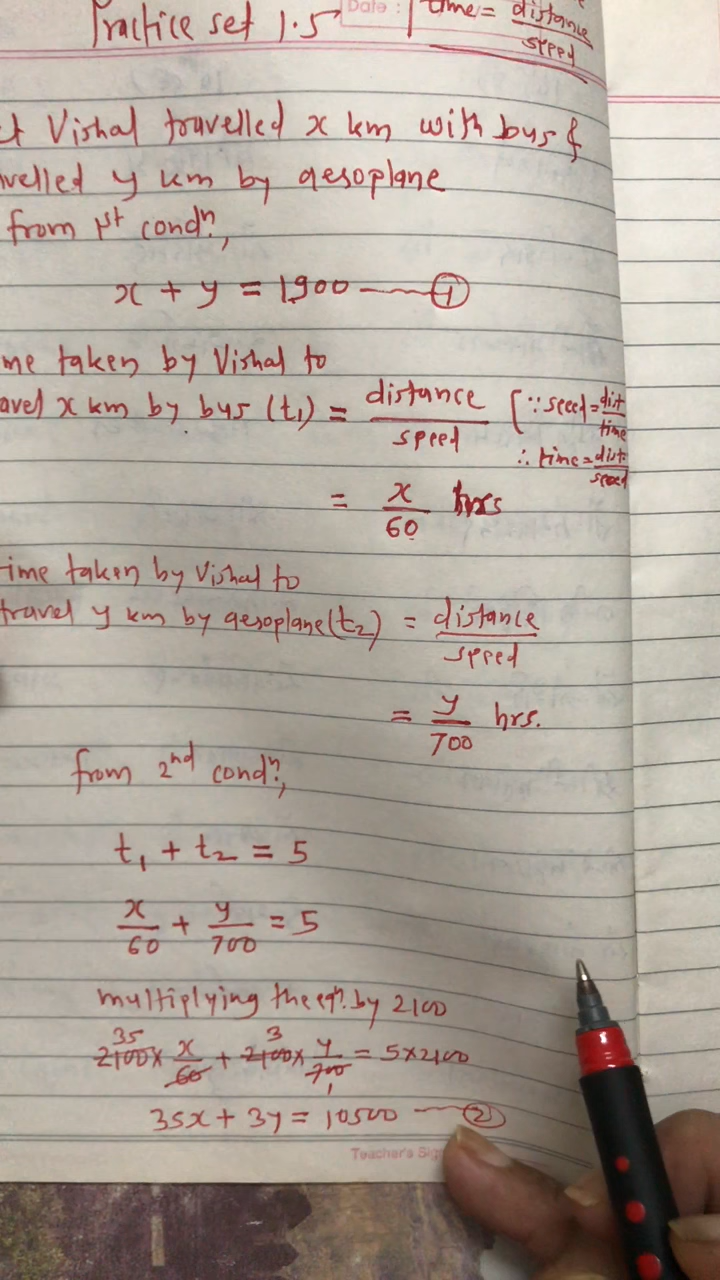 Practice set 1.5 Date : time = distance/speed
t Vishal travelled x km with bus &
velled y km by aeroplane
from 1st condⁿ,
x + y = 1900 — ①
me taken by Vishal to
avel x km by bus (t₁) = distance/speed [∵ speed = dist/time
∴ time = dist/speed
= x/60 hrs
ime taken by Vishal to
travel y km by aeroplane (t₂) = distance/speed
= y/700 hrs.
from 2nd condⁿ,
t₁ + t₂ = 5
x/60 + y/700 = 5
multiplying the eqⁿ. by 2100
35 3
2100 × x/60 + 2100 × y/700 = 5 × 2100
1
35x + 3y = 10500 — ②
Teacher's Sig